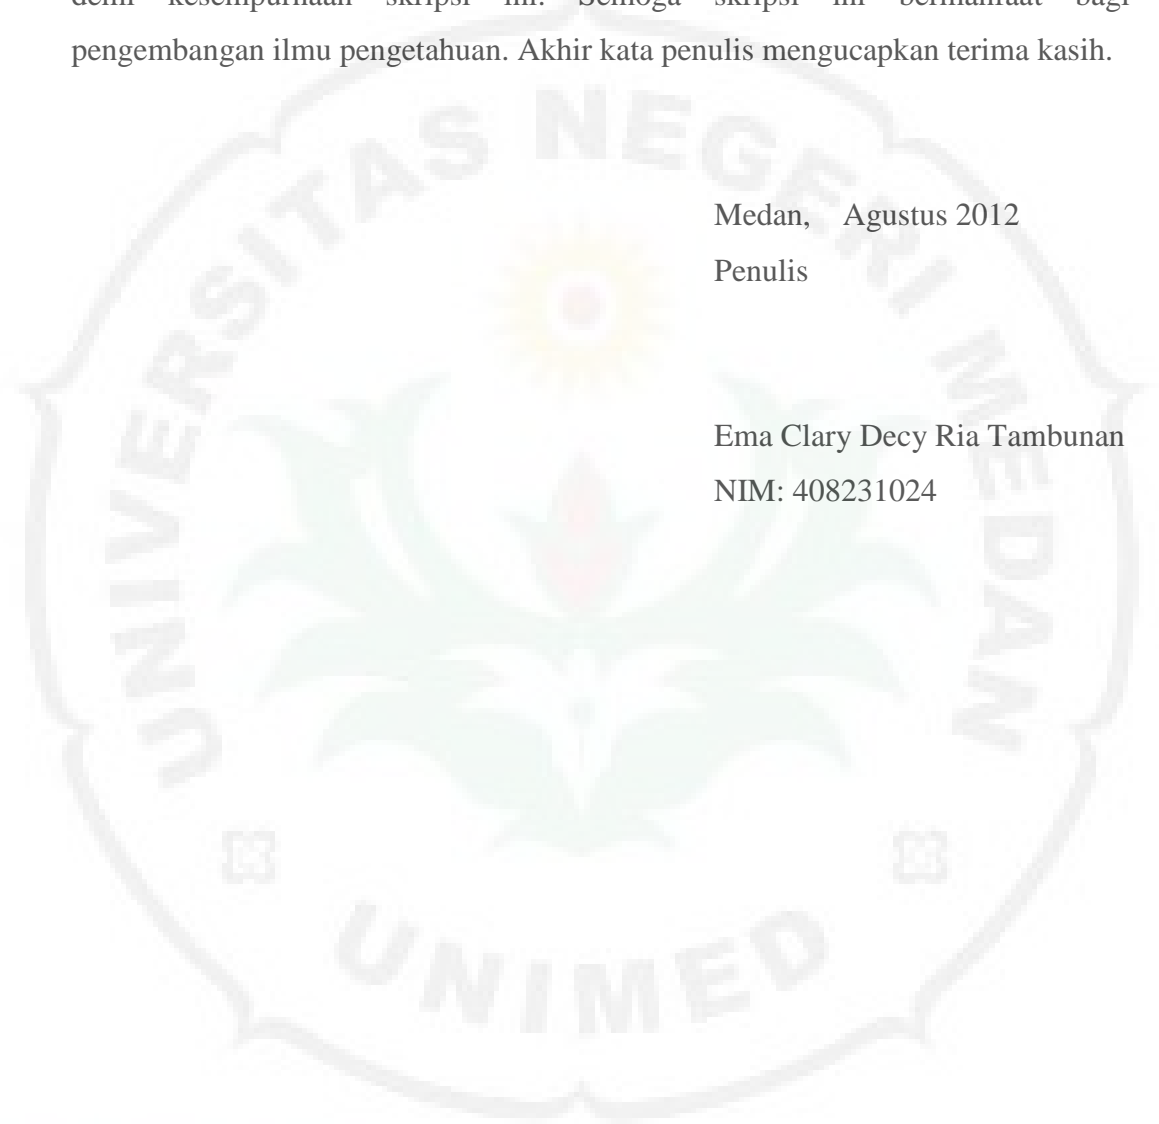 demi kesempurnaan skripsi ini. Semoga skripsi ini bermanfaat bagi
pengembangan ilmu pengetahuan. Akhir kata penulis mengucapkan terima kasih.
UNIVERSITAS NEGERI MEDAN
Medan, Agustus 2012
Penulis
Ema Clary Decy Ria Tambunan
NIM: 408231024
UNIMED